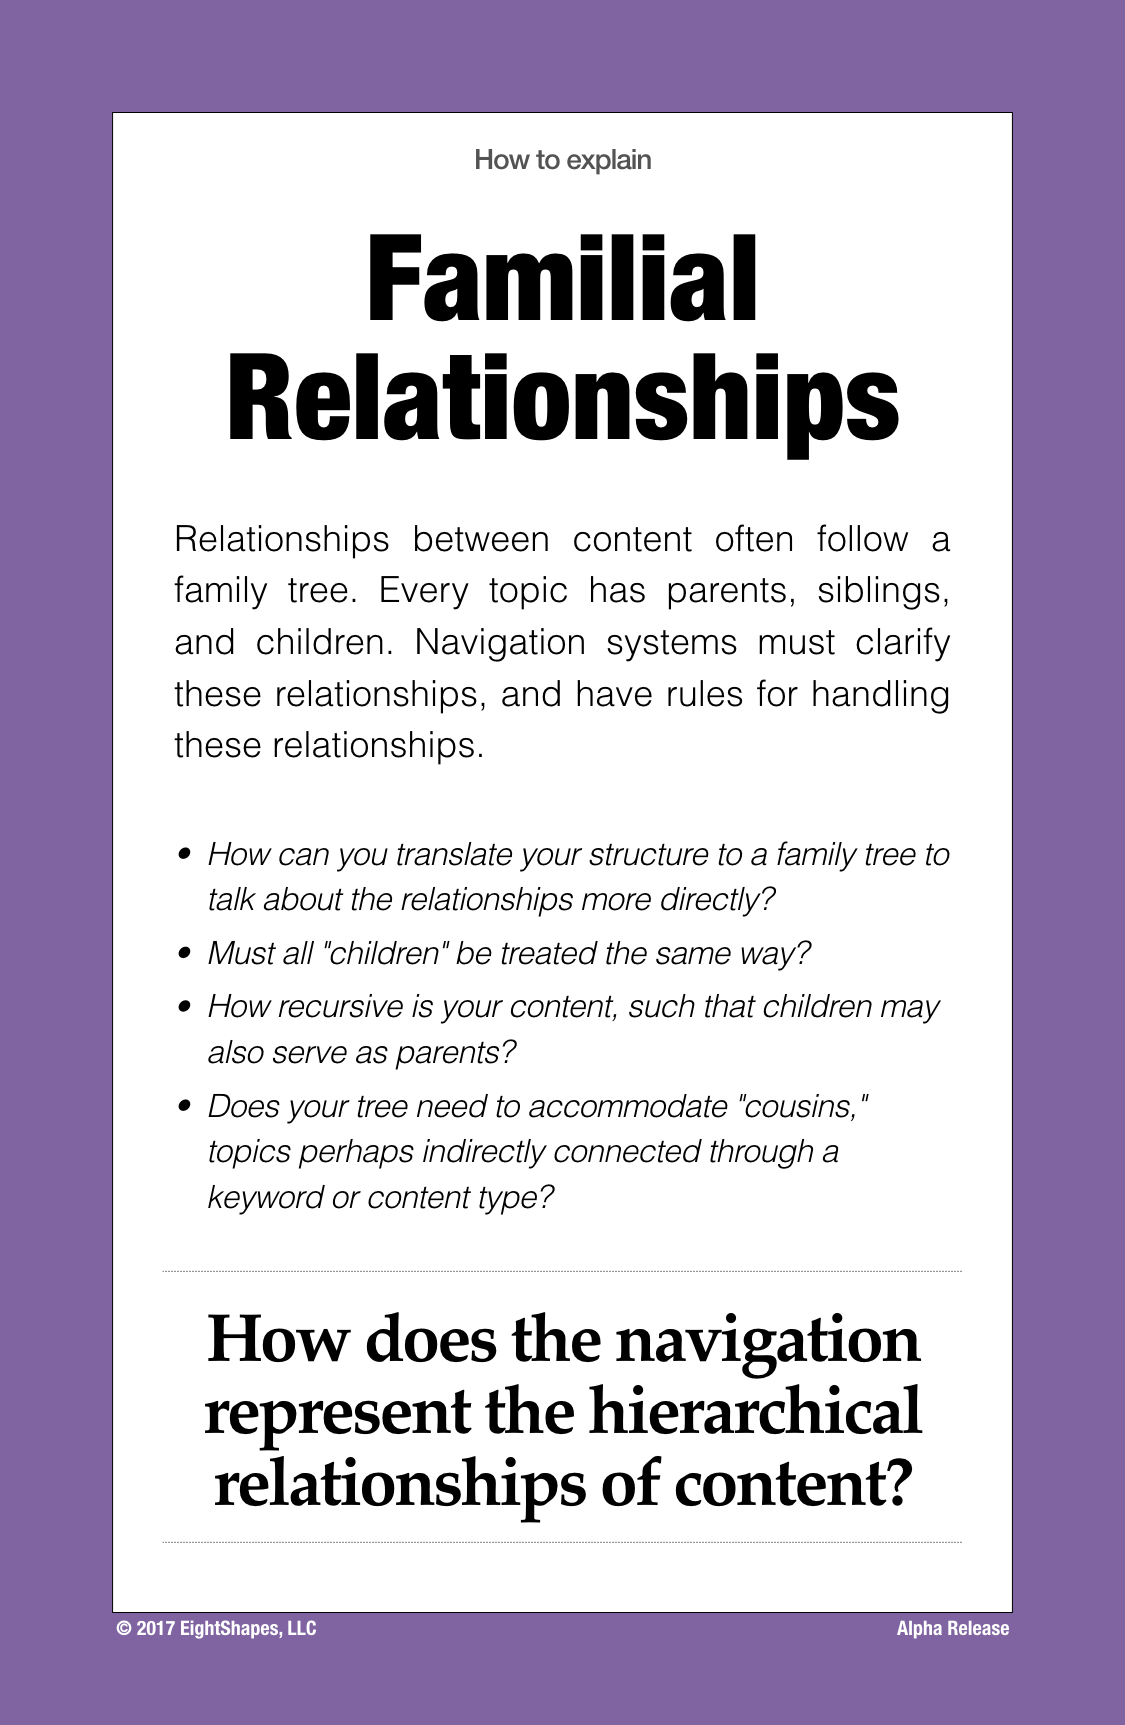 How to explain
Familial
Relationships
Relationships between content often follow a
family tree. Every topic has parents, siblings,
and children. Navigation systems must clarify
these relationships, and have rules for handling
these relationships.
• How can you translate your structure to a family tree to
talk about the relationships more directly?
• Must all "children" be treated the same way?
• How recursive is your content, such that children may
also serve as parents?
• Does your tree need to accommodate "cousins,"
topics perhaps indirectly connected through a
keyword or content type?
How does the navigation
represent the hierarchical
relationships of content?
© 2017 EightShapes, LLC
Alpha Release